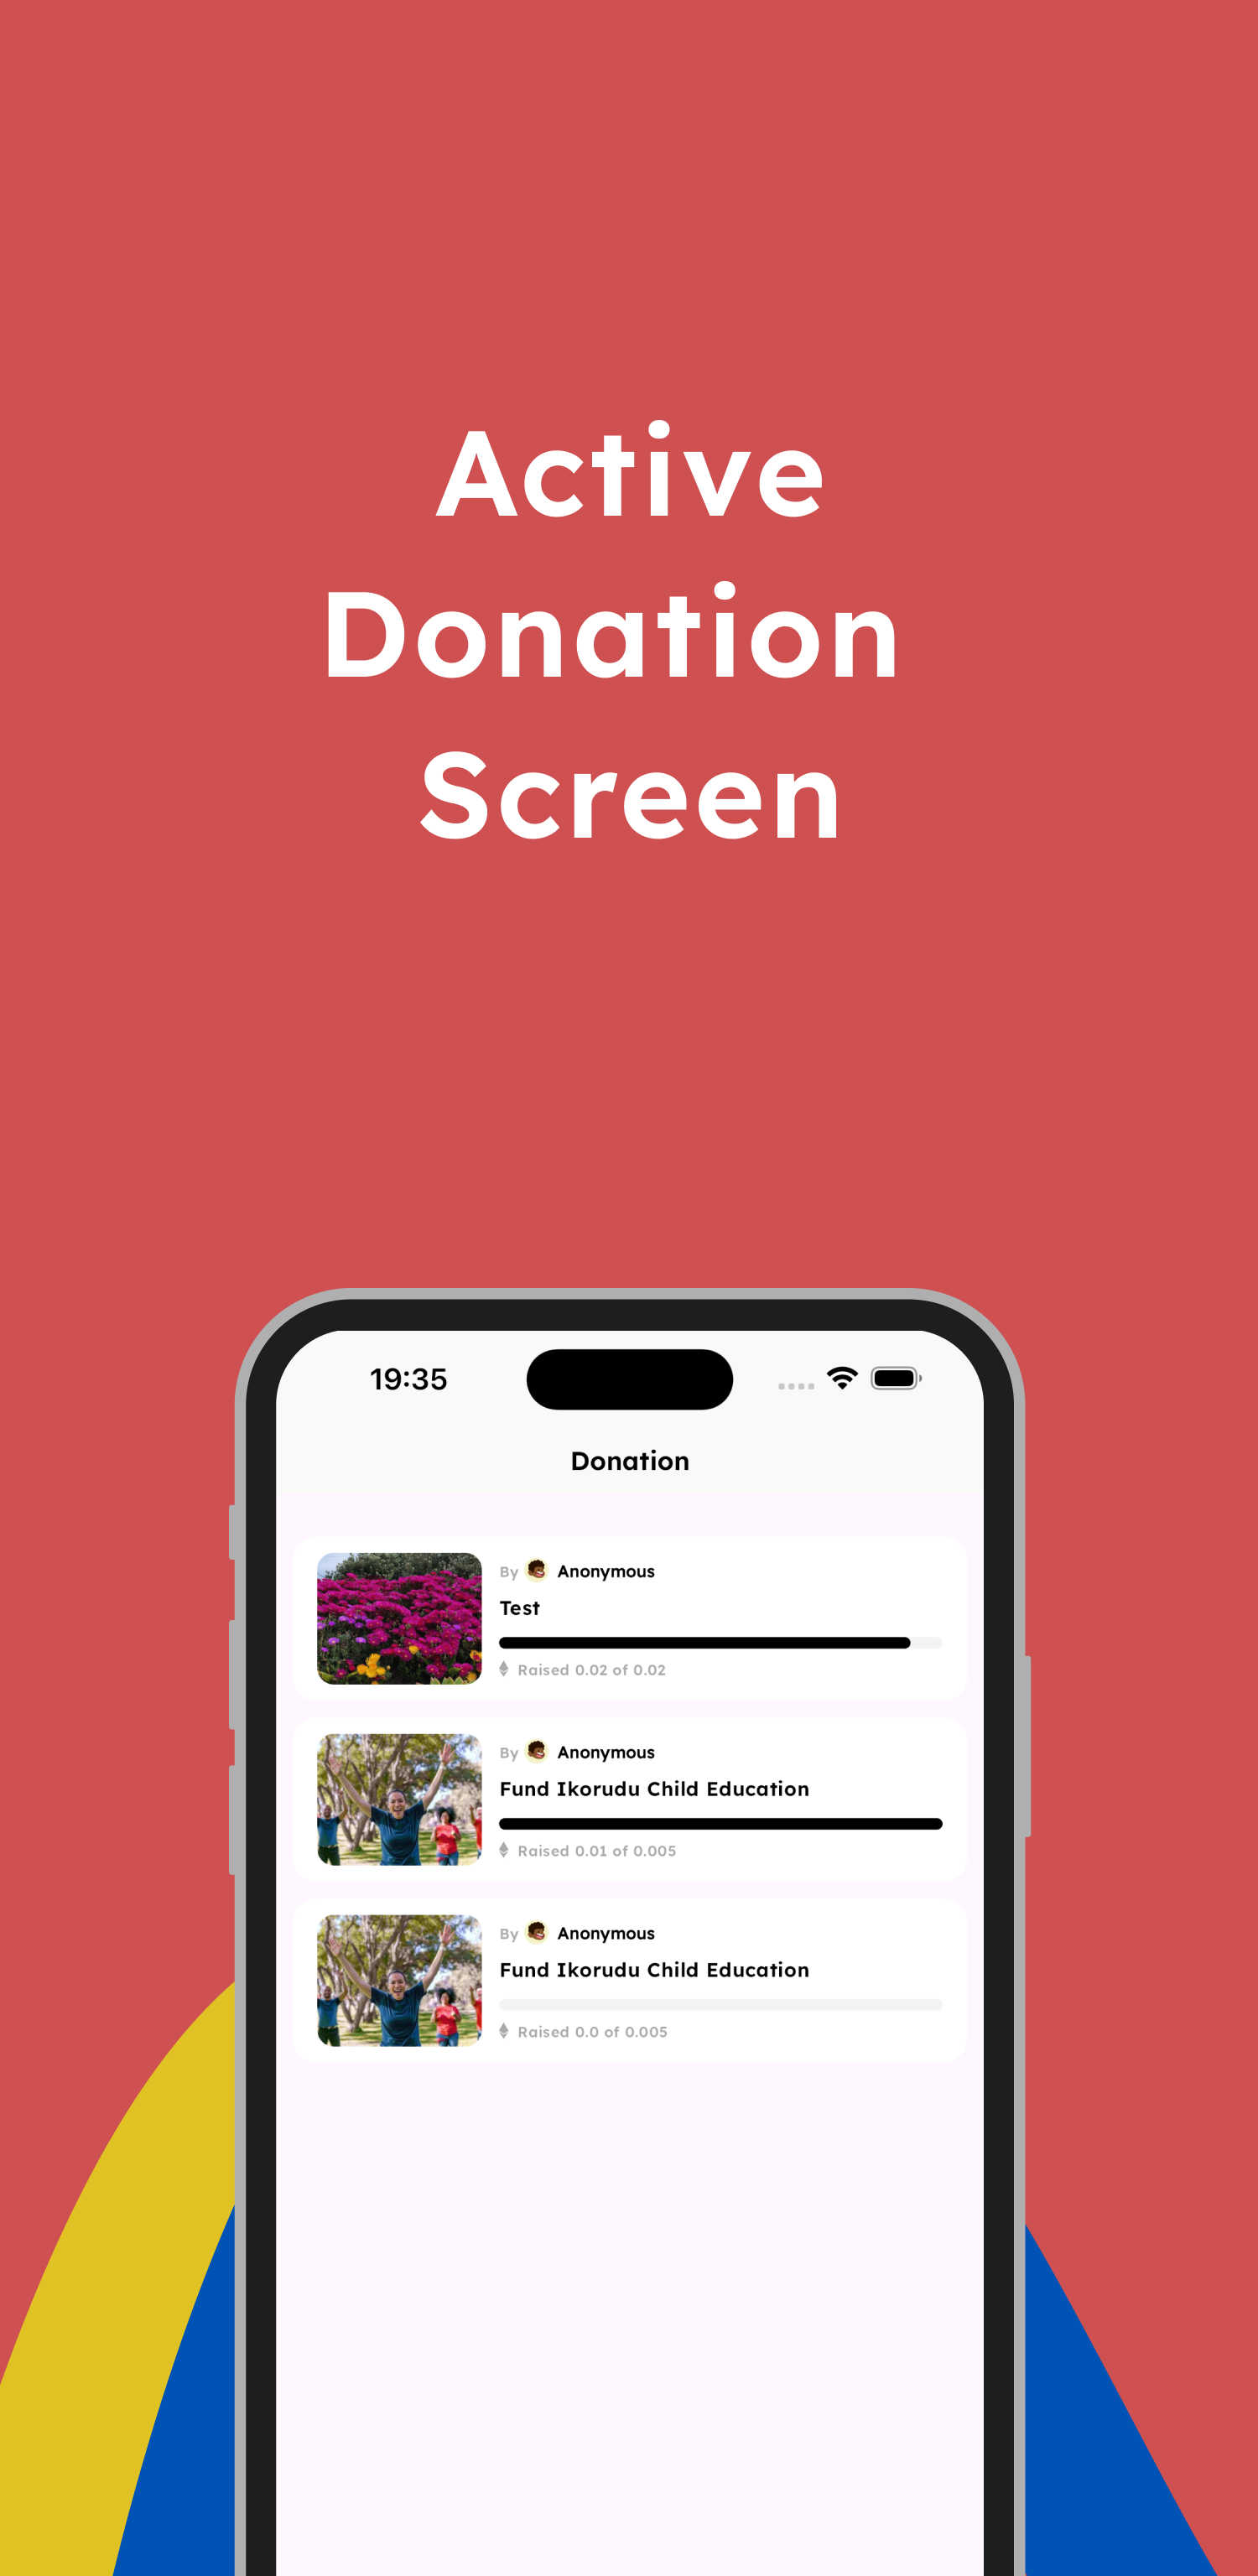 Active
Donation
Screen
19:35
Donation
By Anonymous
Test
Raised 0.02 of 0.02
By Anonymous
Fund Ikorudu Child Education
Raised 0.01 of 0.005
By Anonymous
Fund Ikorudu Child Education
Raised 0.0 of 0.005